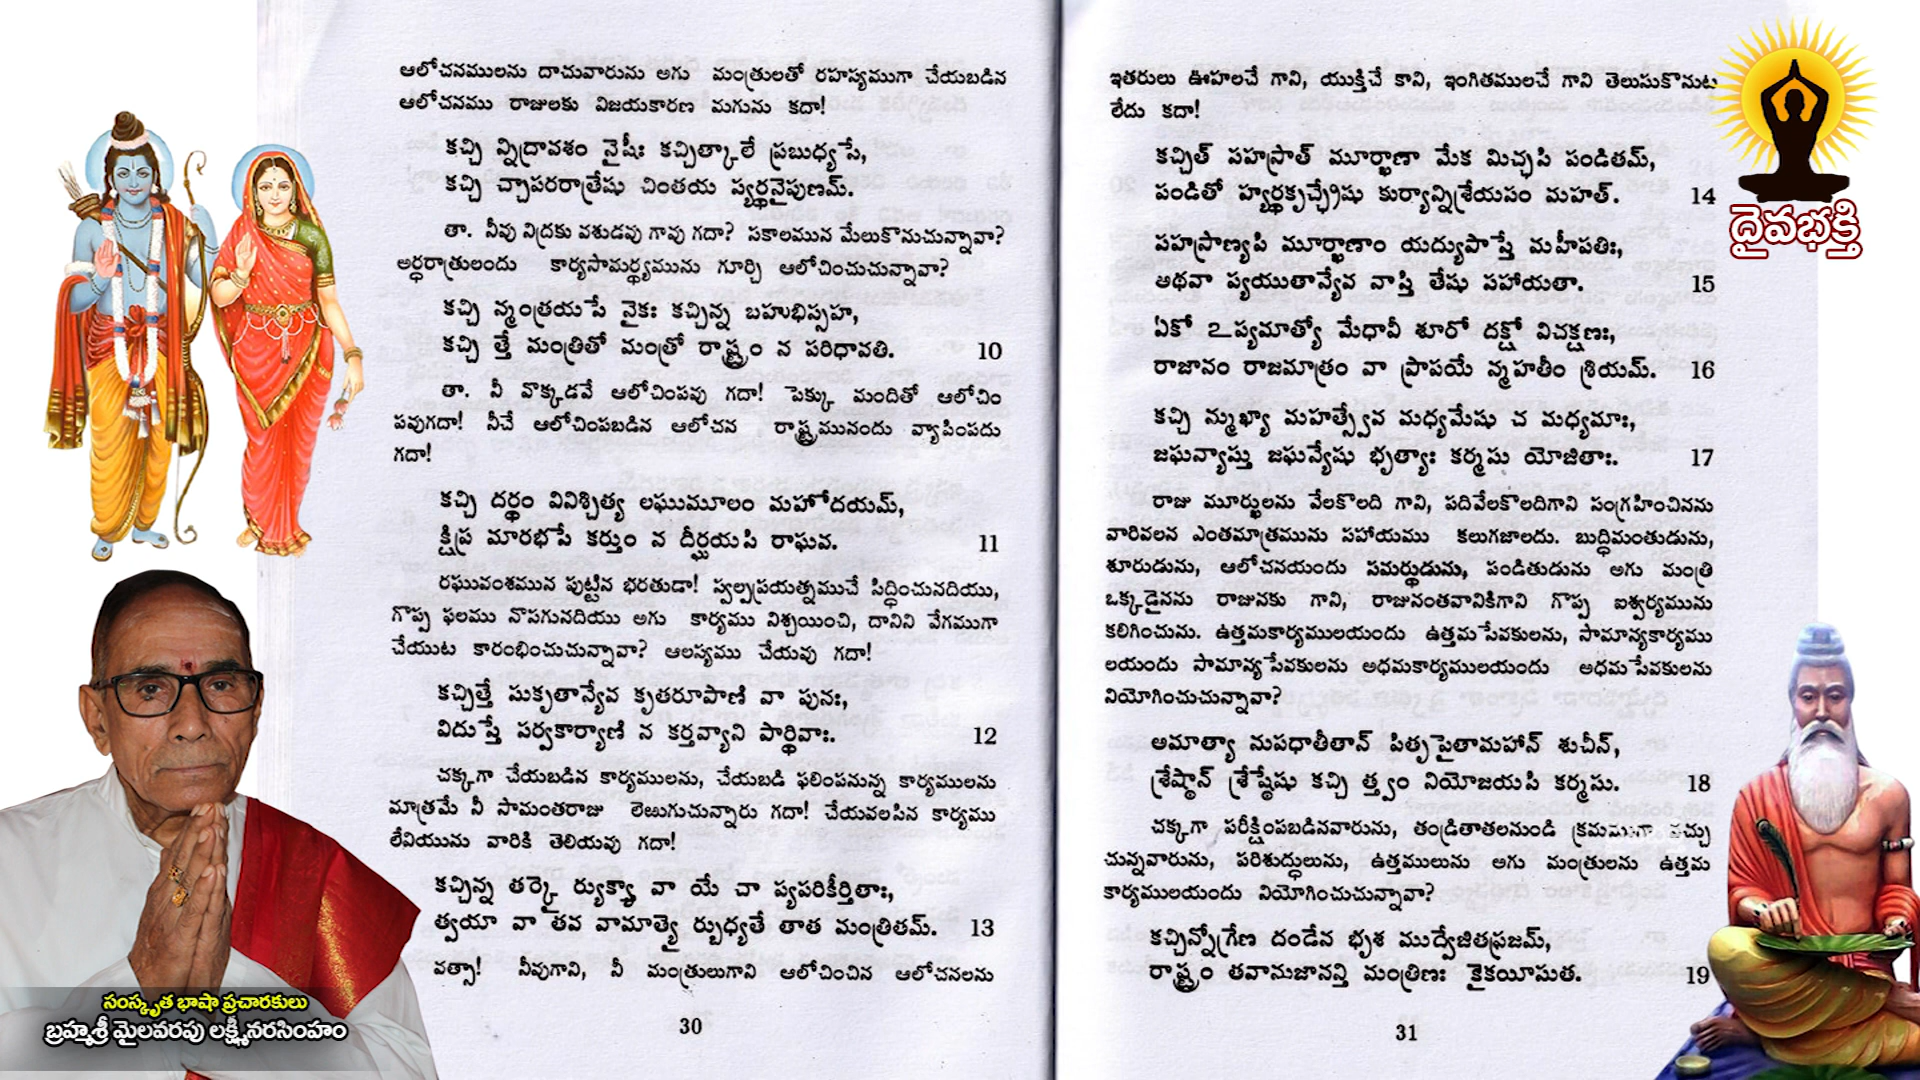 ఆలోచనములను దాచువారును అగు మంత్రులతో రహస్యముగా చేయబడిన
ఆలోచనము రాజులకు విజయకారణ మగును కదా!
కచ్చి న్నిద్రావశం నైషీః కచ్చిత్కాలే ప్రబుధ్యసే,
కచ్చి చ్చాపరరాత్రేషు చింతయ స్యర్థనైపుణమ్.
తా. నీవు నిద్రకు వశుడవు గావు గదా? సకాలమున మేలుకొనుచున్నావా?
అర్ధరాత్రులందు కార్యసామర్థ్యమును గూర్చి ఆలోచించుచున్నావా?
కచ్చి న్మంత్రయసే నైకః కచ్చిన్న బహుభిస్సహ,
కచ్చి త్తే మంత్రితో మంత్రో రాష్ట్రం న పరిధావతి. 10
తా. నీ వొక్కడవే ఆలోచింపవు గదా! పెక్కు మందితో ఆలోచిం
పవుగదా! నీచే ఆలోచింపబడిన ఆలోచన రాష్ట్రమునందు వ్యాపింపదు
గదా!
కచ్చి దర్థం వినిశ్చిత్య లఘుమూలం మహోదయమ్,
క్షిప్ర మారభసే కర్తుం న దీర్ఘయసి రాఘవ. 11
రఘువంశమున పుట్టిన భరతుడా! స్వల్పప్రయత్నముచే సిద్ధించునదియు,
గొప్ప ఫలము నొసగునదియు అగు కార్యము నిశ్చయించి, దానిని వేగముగా
చేయుట కారంభించుచున్నావా? ఆలస్యము చేయవు గదా!
కచ్చిత్తే సుకృతాన్యేవ కృతరూపాణి వా పునః,
విదుస్తే సర్వకార్యాణి న కర్తవ్యాని పార్థివాః. 12
చక్కగా చేయబడిన కార్యములను, చేయబడి ఫలింపనున్న కార్యములను
మాత్రమే నీ సామంతరాజు లెఱుగుచున్నారు గదా! చేయవలసిన కార్యము
లేవియును వారికి తెలియవు గదా!
కచ్చిన్న తర్కై ర్యుక్త్యా వా యే చా ప్యపరికీర్తితాః,
త్వయా వా తవ వామాత్యై ర్బుధ్యతే తాత మంత్రితమ్. 13
వత్సా! నీవుగాని, నీ మంత్రులుగాని ఆలోచించిన ఆలోచనలను
30
ఇతరులు ఊహలచే గాని, యుక్తిచే కాని, ఇంగితములచే గాని తెలుసుకొనుట
లేదు కదా!
కచ్చిత్ సహస్రాత్ మూర్ఖాణా మేక మిచ్ఛసి పండితమ్,
పండితో హ్యర్థకృచ్ఛ్రేషు కుర్యాన్నిశ్రేయసం మహత్. 14
సహస్రాణ్యపి మూర్ఖాణాం యద్యుపాస్తే మహీపతిః,
అథవా ప్యయుతాన్యేవ నాస్తి తేషు సహాయతా. 15
ఏకో ఽప్యమాత్యో మేధావీ శూరో దక్షో విచక్షణః,
రాజానం రాజమాత్రం వా ప్రాపయే న్మహతీం శ్రియమ్. 16
కచ్చి న్ముఖ్యా మహత్స్వేవ మధ్యమేషు చ మధ్యమాః,
జఘన్యాస్తు జఘన్యేషు భృత్యాః కర్మసు యోజితాః. 17
రాజు మూర్ఖులను వేలకొలది గాని, పదివేలకొలదిగాని సంగ్రహించినను
వారివలన ఎంతమాత్రమును సహాయము కలుగజాలదు. బుద్ధిమంతుడును,
శూరుడును, ఆలోచనయందు సమర్థుడును, పండితుడును అగు మంత్రి
ఒక్కడైనను రాజునకు గాని, రాజునంతవానికిగాని గొప్ప ఐశ్వర్యమును
కలిగించును. ఉత్తమకార్యములయందు ఉత్తమసేవకులను, సామాన్యకార్యము
లయందు సామాన్యసేవకులను అధమకార్యములయందు అధమసేవకులను
నియోగించుచున్నావా?
అమాత్యా నుపధాతీతాన్ పితృపైతామహాన్ శుచీన్,
శ్రేష్ఠాన్ శ్రేష్ఠేషు కచ్చి త్త్వం నియోజయసి కర్మసు. 18
చక్కగా పరీక్షింపబడినవారును, తండ్రితాతలనుండి క్రమముగా వచ్చు
చున్నవారును, పరిశుద్ధులును, ఉత్తములును అగు మంత్రులను ఉత్తమ
కార్యములయందు నియోగించుచున్నావా?
కచ్చిన్నోగ్రేణ దండేన భృశ ముద్వేజితప్రజమ్,
రాష్ట్రం తవానుజానన్తి మంత్రిణః కైకయీసుత. 19
31
దైవభక్తి
సంస్కృత భాషా ప్రచారకులు
బ్రహ్మశ్రీ మైలవరపు లక్ష్మీనరసింహం